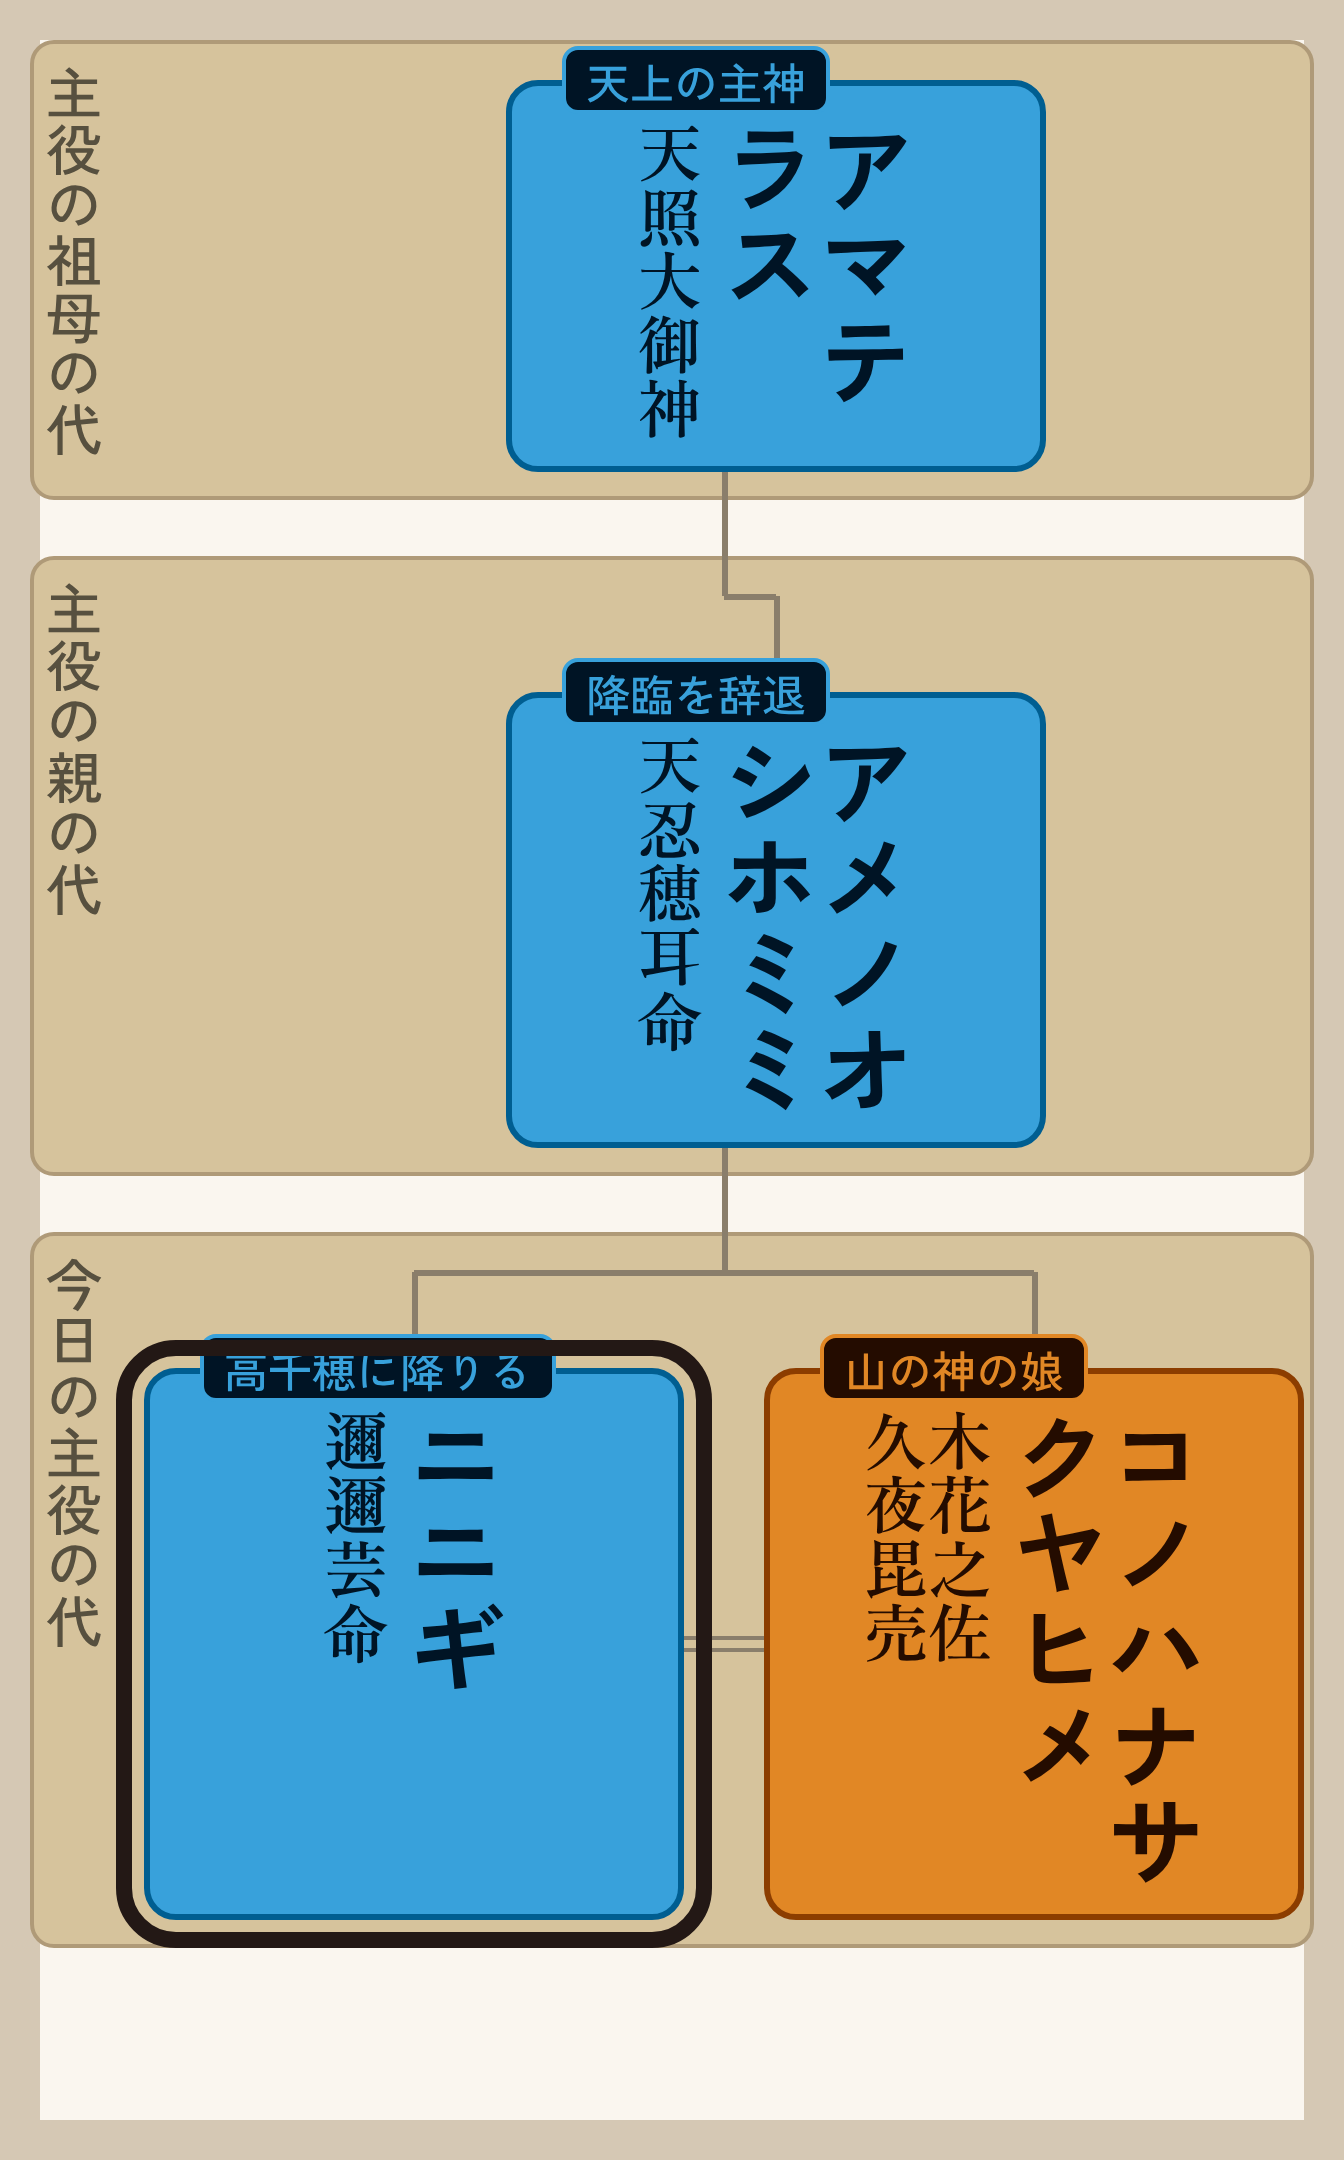 主役の祖母の代
天上の主神
アマテ
ラス
天照大御神
主役の親の代
降臨を辞退
アメノオ
シホミミ
天忍穂耳命
今日の主役の代
高千穂に降りる
ニニギ
邇邇芸命
山の神の娘
コノハナサ
クヤヒメ
木花之佐
久夜毘売